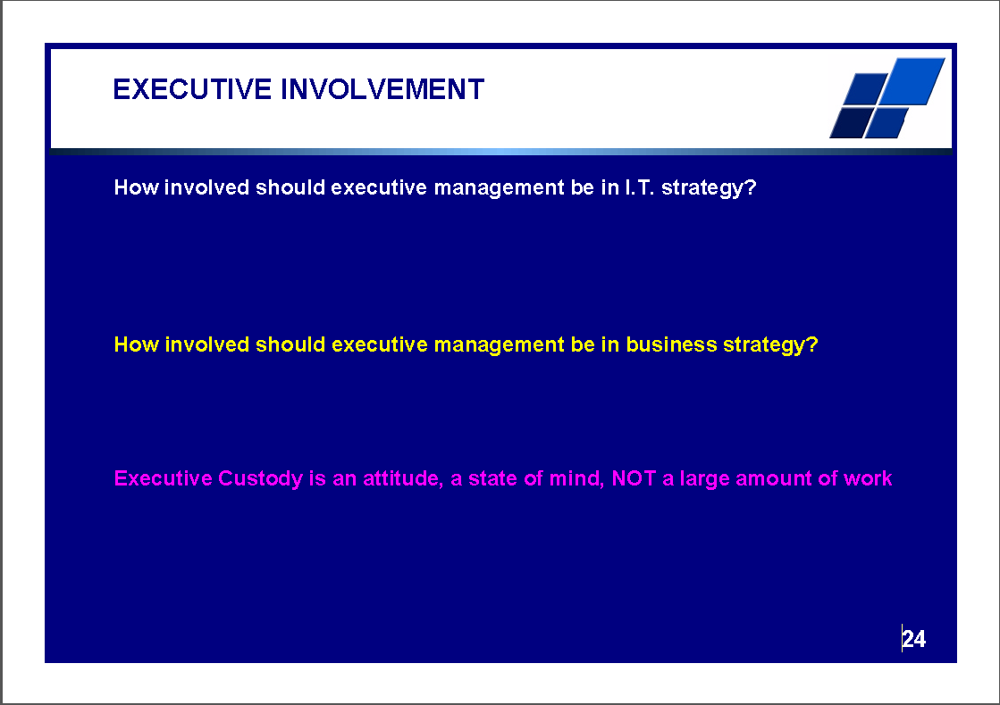 EXECUTIVE INVOLVEMENT
How involved should executive management be in I.T. strategy?
How involved should executive management be in business strategy?
Executive Custody is an attitude, a state of mind, NOT a large amount of work
24